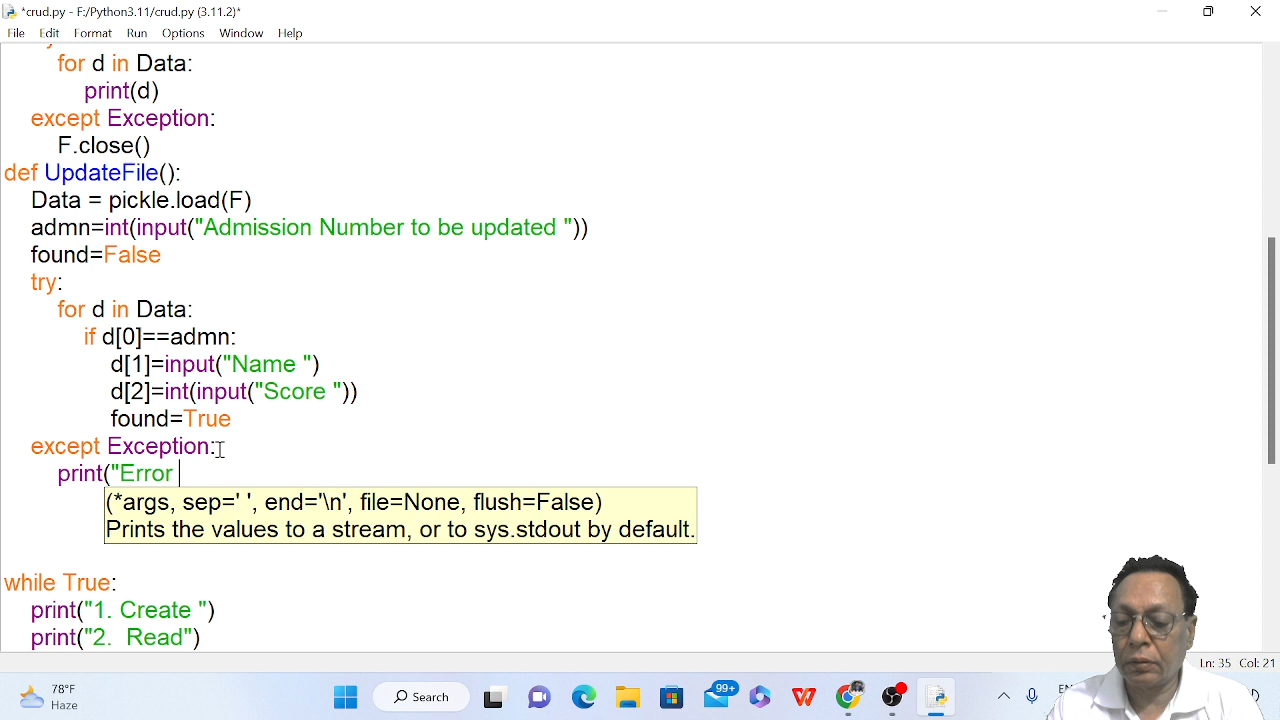 *crud.py - F:/Python3.11/crud.py (3.11.2)*
File Edit Format Run Options Window Help
for d in Data:
print(d)
except Exception:
F.close()
def UpdateFile():
Data = pickle.load(F)
admn=int(input("Admission Number to be updated "))
found=False
try:
for d in Data:
if d[0]==admn:
d[1]=input("Name ")
d[2]=int(input("Score "))
found=True
except Exception:
print("Error
(*args, sep=' ', end='\n', file=None, flush=False)
Prints the values to a stream, or to sys.stdout by default.
while True:
print("1. Create ")
print("2.  Read")
Ln: 35 Col: 21
78°F
Haze
Search
99+